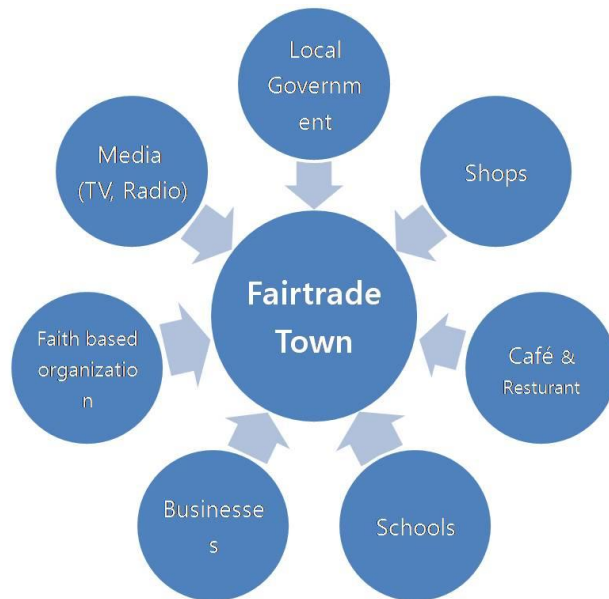 Local
Governm
ent
Shops
Café &
Resturant
Schools
Businesse
s
Faith based
organizatio
n
Media
(TV, Radio)
Fairtrade
Town